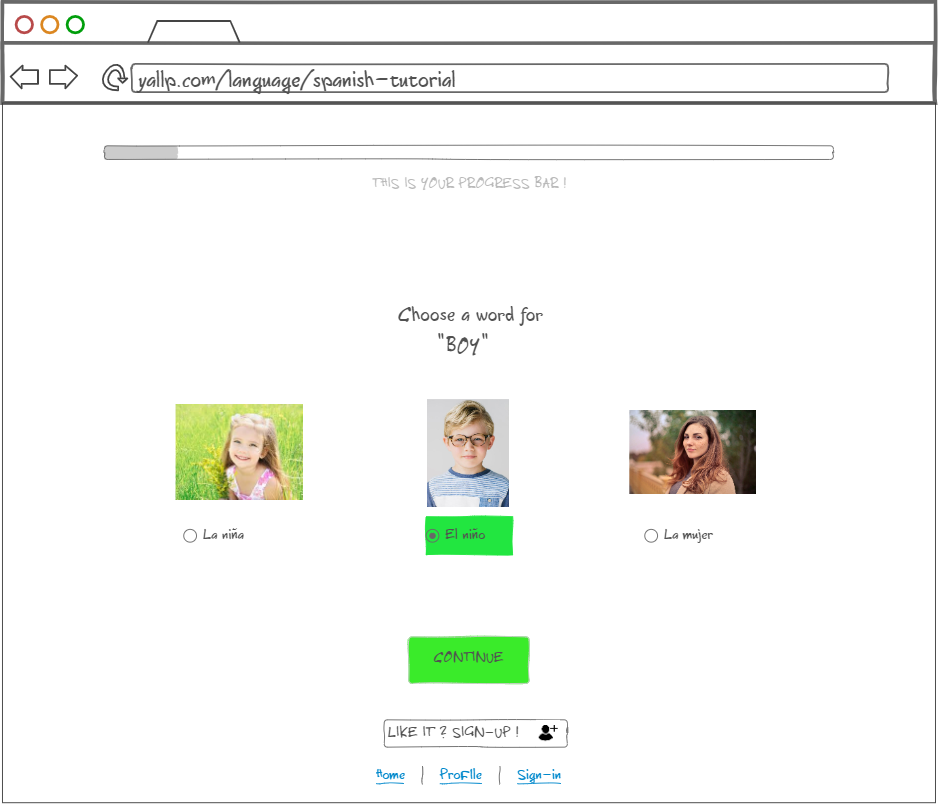 yallp.com/language/spanish-tutorial
THIS IS YOUR PROGRESS BAR !
Choose a word for
"BOY"
La niña
El niño
La mujer
CONTINUE
LIKE IT ? SIGN-UP !
Home | ProFIle | Sign-in